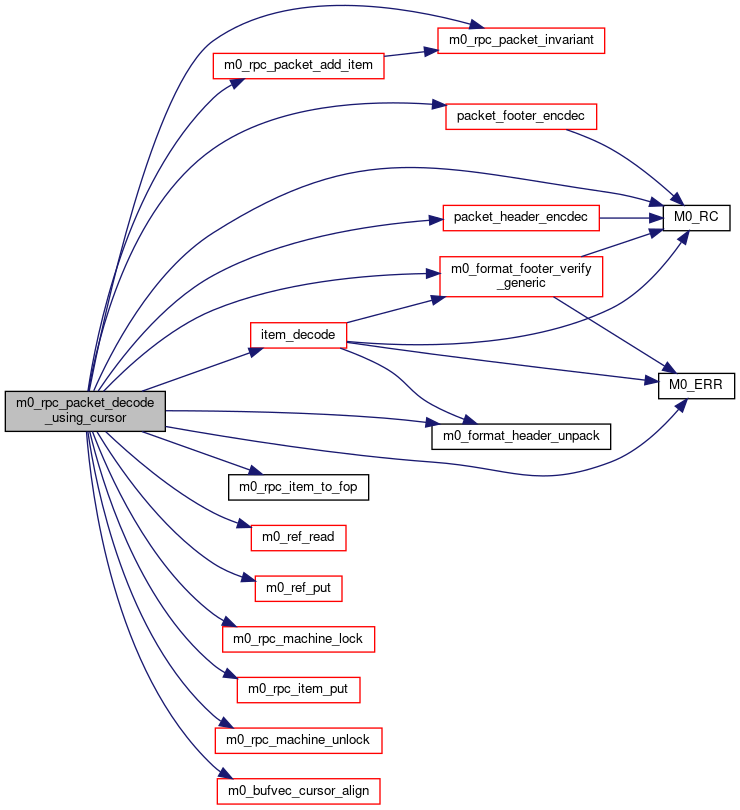 m0_rpc_packet_invariant
m0_rpc_packet_add_item
packet_footer_encdec
M0_RC
packet_header_encdec
m0_format_footer_verify
_generic
item_decode
M0_ERR
m0_rpc_packet_decode
_using_cursor
m0_format_header_unpack
m0_rpc_item_to_fop
m0_ref_read
m0_ref_put
m0_rpc_machine_lock
m0_rpc_item_put
m0_rpc_machine_unlock
m0_bufvec_cursor_align